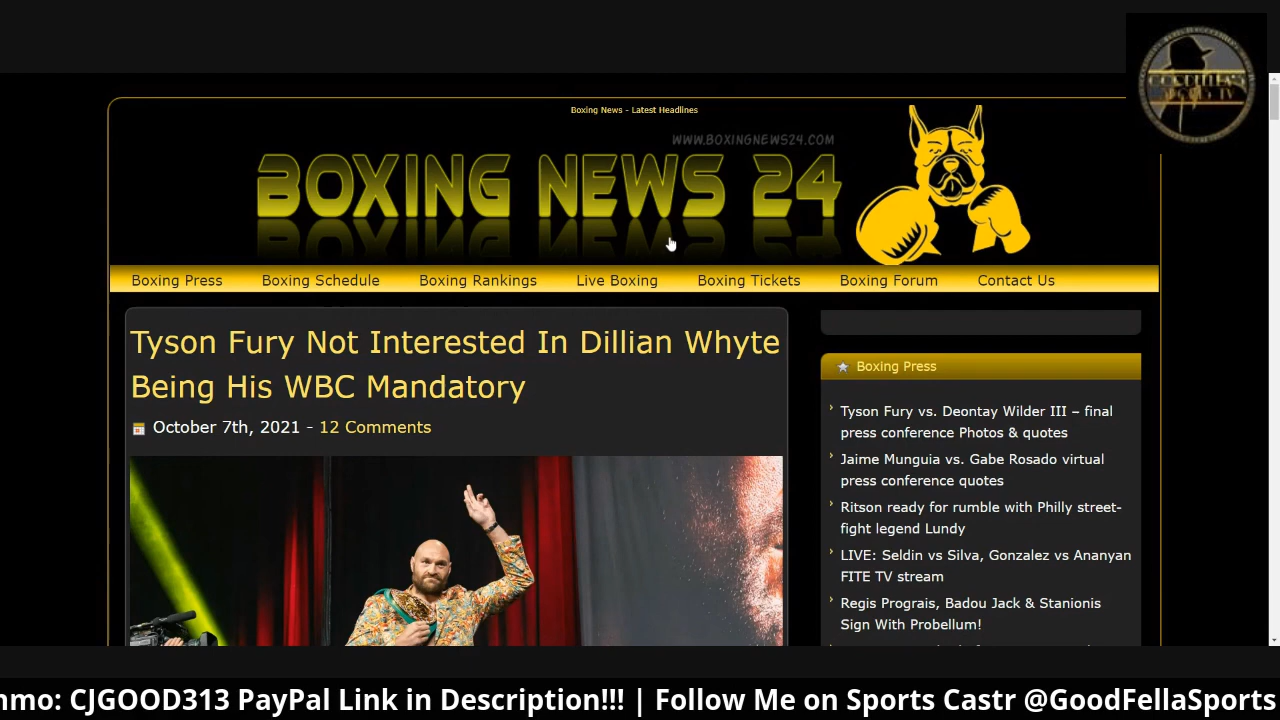 Boxing News – Latest Headlines
WWW.BOXINGNEWS24.COM
BOXING NEWS 24
Boxing Press Boxing Schedule Boxing Rankings Live Boxing Boxing Tickets Boxing Forum Contact Us
Tyson Fury Not Interested In Dillian Whyte
Being His WBC Mandatory
October 7th, 2021 - 12 Comments
Boxing Press
Tyson Fury vs. Deontay Wilder III – final
press conference Photos & quotes
Jaime Munguia vs. Gabe Rosado virtual
press conference quotes
Ritson ready for rumble with Philly street-
fight legend Lundy
LIVE: Seldin vs Silva, Gonzalez vs Ananyan
FITE TV stream
Regis Prograis, Badou Jack & Stanionis
Sign With Probellum!
GOODFELLA'S
SPORTS TV
CJGOOD313 PayPal Link in Description!!! | Follow Me on Sports Castr @GoodFellaSports